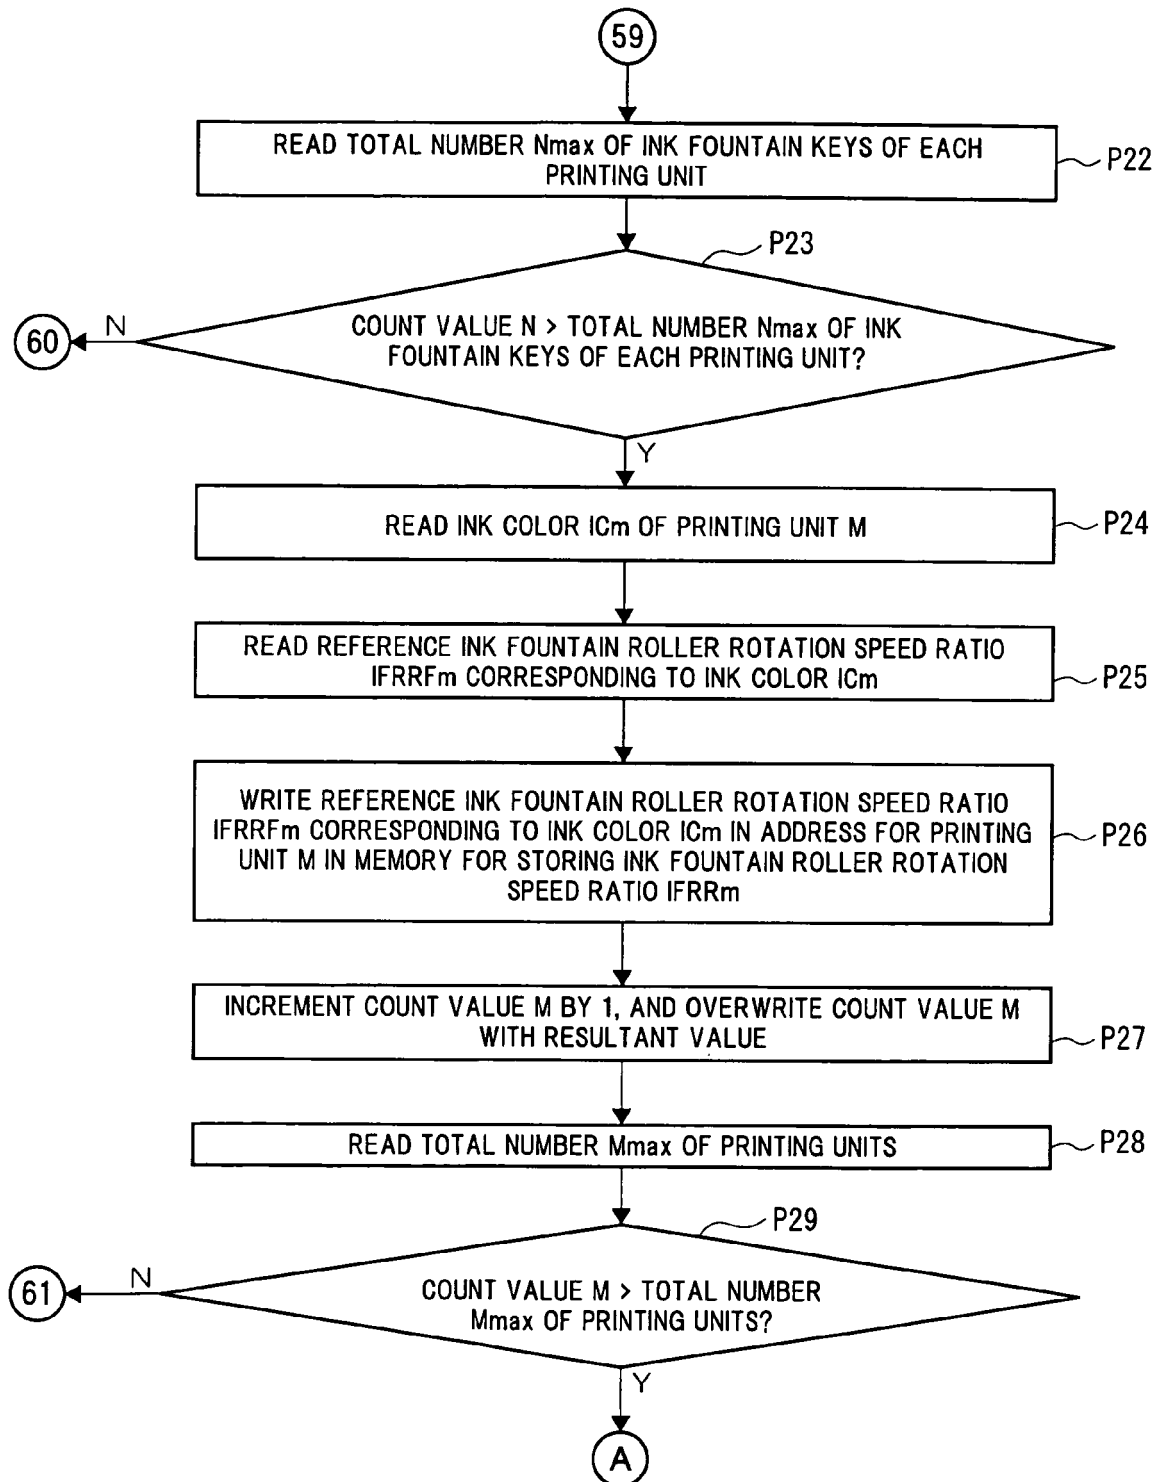 59
READ TOTAL NUMBER Nmax OF INK FOUNTAIN KEYS OF EACH
PRINTING UNIT
P22
P23
COUNT VALUE N > TOTAL NUMBER Nmax OF INK
FOUNTAIN KEYS OF EACH PRINTING UNIT?
N
60
Y
READ INK COLOR ICm OF PRINTING UNIT M
P24
READ REFERENCE INK FOUNTAIN ROLLER ROTATION SPEED RATIO
IFRRFm CORRESPONDING TO INK COLOR ICm
P25
WRITE REFERENCE INK FOUNTAIN ROLLER ROTATION SPEED RATIO
IFRRFm CORRESPONDING TO INK COLOR ICm IN ADDRESS FOR PRINTING
UNIT M IN MEMORY FOR STORING INK FOUNTAIN ROLLER ROTATION
SPEED RATIO IFRRm
P26
INCREMENT COUNT VALUE M BY 1, AND OVERWRITE COUNT VALUE M
WITH RESULTANT VALUE
P27
READ TOTAL NUMBER Mmax OF PRINTING UNITS
P28
P29
COUNT VALUE M > TOTAL NUMBER
Mmax OF PRINTING UNITS?
N
61
Y
A